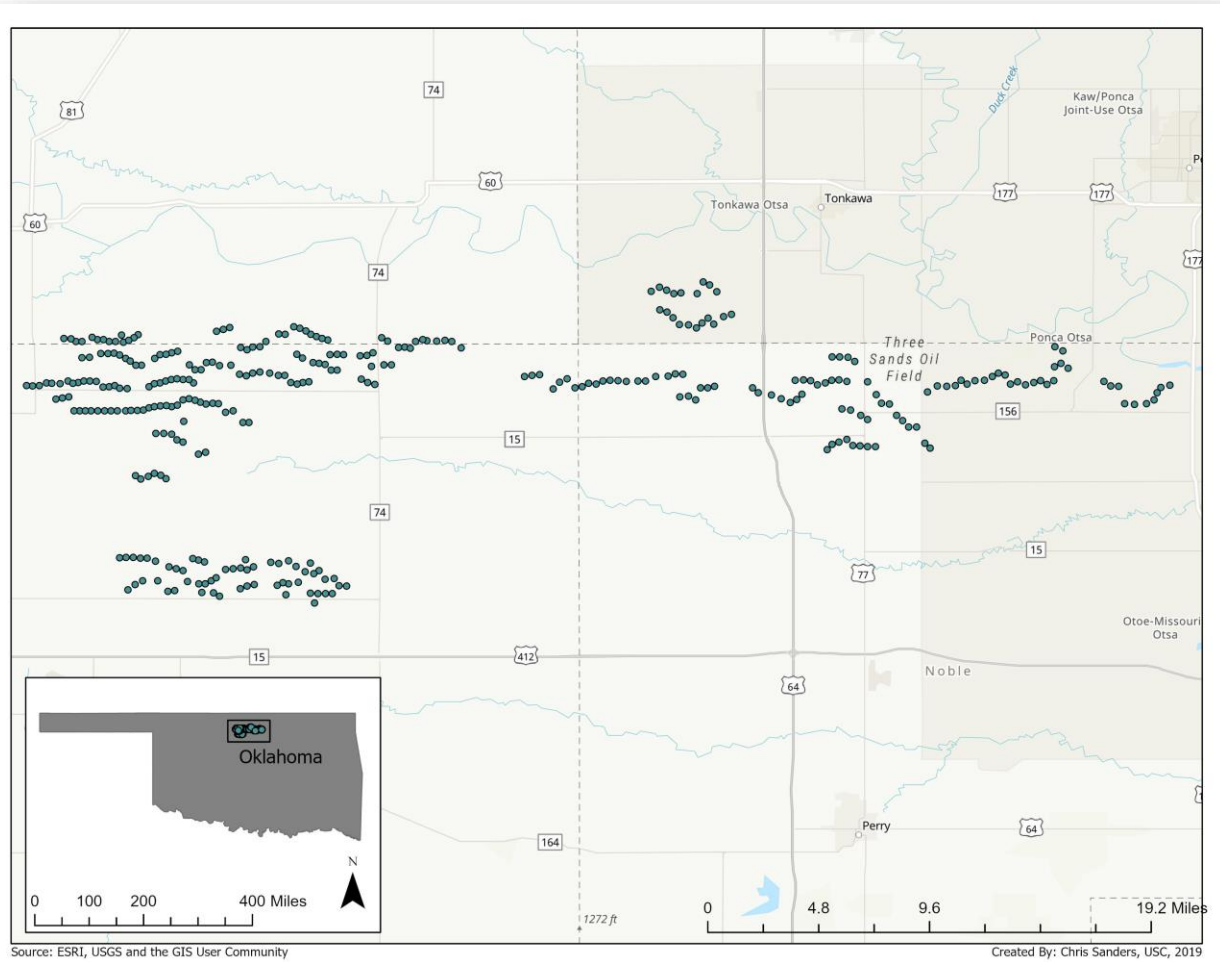 74
81
Duck Creek
Kaw/Ponca
Joint-Use Otsa
60
177
177
Tonkawa Otsa
Tonkawa
60
177
74
Three
Sands Oil
Field
Ponca Otsa
156
15
74
15
77
Otoe-Missouri
Otsa
15
412
Noble
64
Oklahoma
Perry
64
164
N
0 100 200 400 Miles
0 4.8 9.6 19.2 Miles
1272 ft
Source: ESRI, USGS and the GIS User Community
Created By: Chris Sanders, USC, 2019